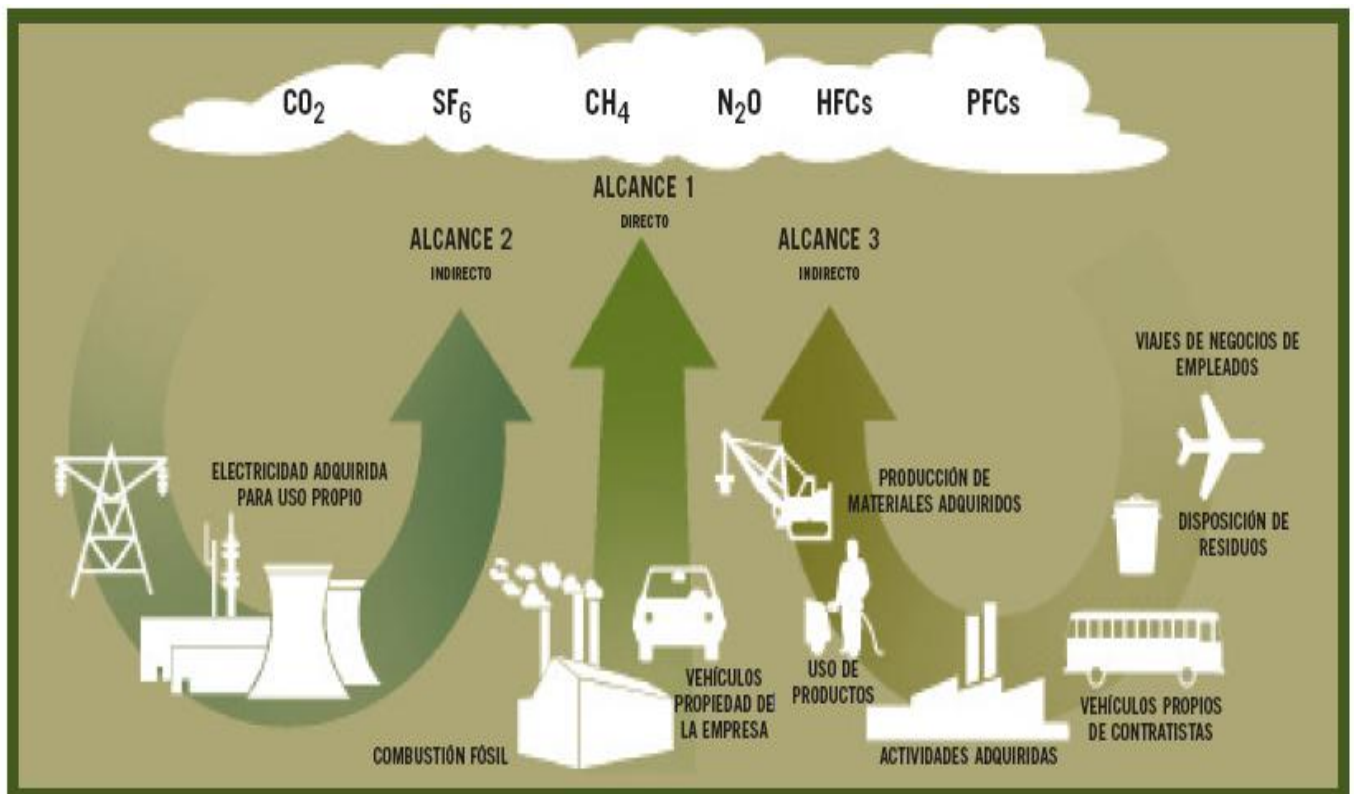 CO₂ SF₆ CH₄ N₂O HFCs PFCs
ALCANCE 1
DIRECTO
ALCANCE 2
INDIRECTO
ALCANCE 3
INDIRECTO
VIAJES DE NEGOCIOS DE
EMPLEADOS
ELECTRICIDAD ADQUIRIDA
PARA USO PROPIO
PRODUCCIÓN DE
MATERIALES ADQUIRIDOS
DISPOSICIÓN DE
RESIDUOS
COMBUSTIÓN FÓSIL
VEHÍCULOS
PROPIEDAD DE
LA EMPRESA
USO DE
PRODUCTOS
ACTIVIDADES ADQUIRIDAS
VEHÍCULOS PROPIOS
DE CONTRATISTAS